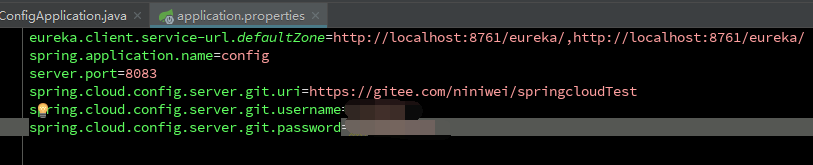 ConfigApplication.java × application.properties ×
eureka.client.service-url.defaultZone=http://localhost:8761/eureka/,http://localhost:8761/eureka/
spring.application.name=config
server.port=8083
spring.cloud.config.server.git.uri=https://gitee.com/niniwei/springcloudTest
spring.cloud.config.server.git.username=
spring.cloud.config.server.git.password=